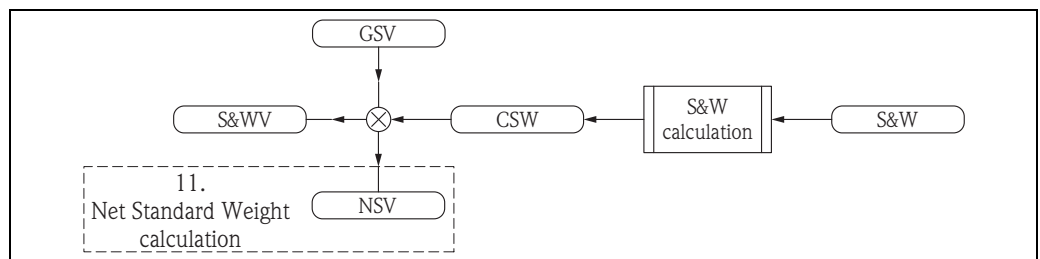 GSV
S&WV
CSW
S&W
calculation
S&W
11.
Net Standard Weight
calculation
NSV